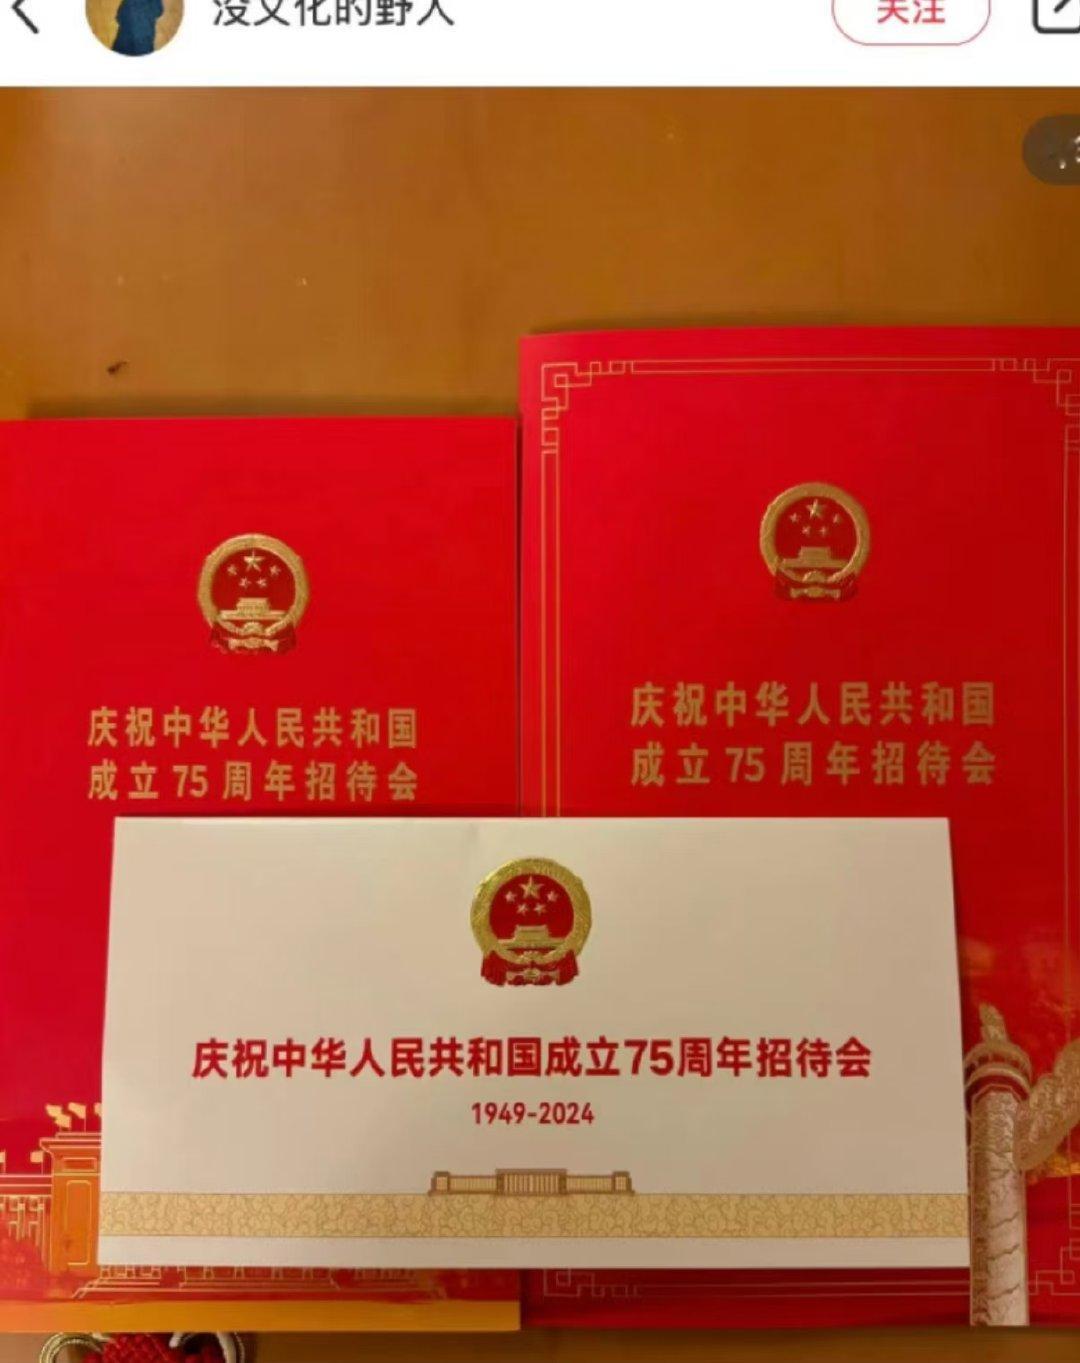 没文化的野人
关注
庆祝中华人民共和国
成立75周年招待会
庆祝中华人民共和国
成立75周年招待会
庆祝中华人民共和国成立75周年招待会
1949-2024